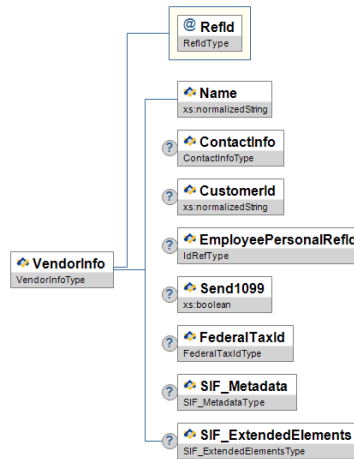 @ RefId
RefIdType
Name
xs:normalizedString
? ContactInfo
ContactInfoType
? CustomerId
xs:normalizedString
? EmployeePersonalRefId
IdRefType
VendorInfo
VendorInfoType
? Send1099
xs:boolean
? FederalTaxId
FederalTaxIdType
? SIF_Metadata
SIF_MetadataType
? SIF_ExtendedElements
SIF_ExtendedElementsType